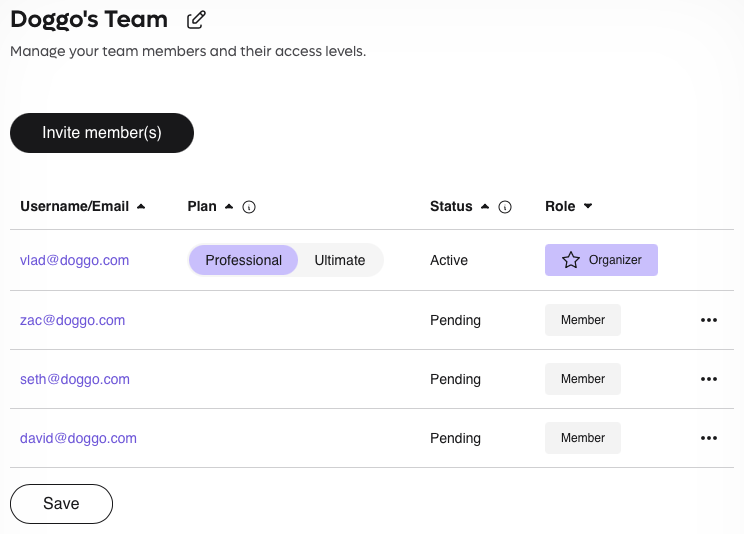 Doggo's Team
Manage your team members and their access levels.
Invite member(s)
Username/Email Plan Status Role
vlad@doggo.com Professional Ultimate Active Organizer
zac@doggo.com Pending Member
seth@doggo.com Pending Member
david@doggo.com Pending Member
Save